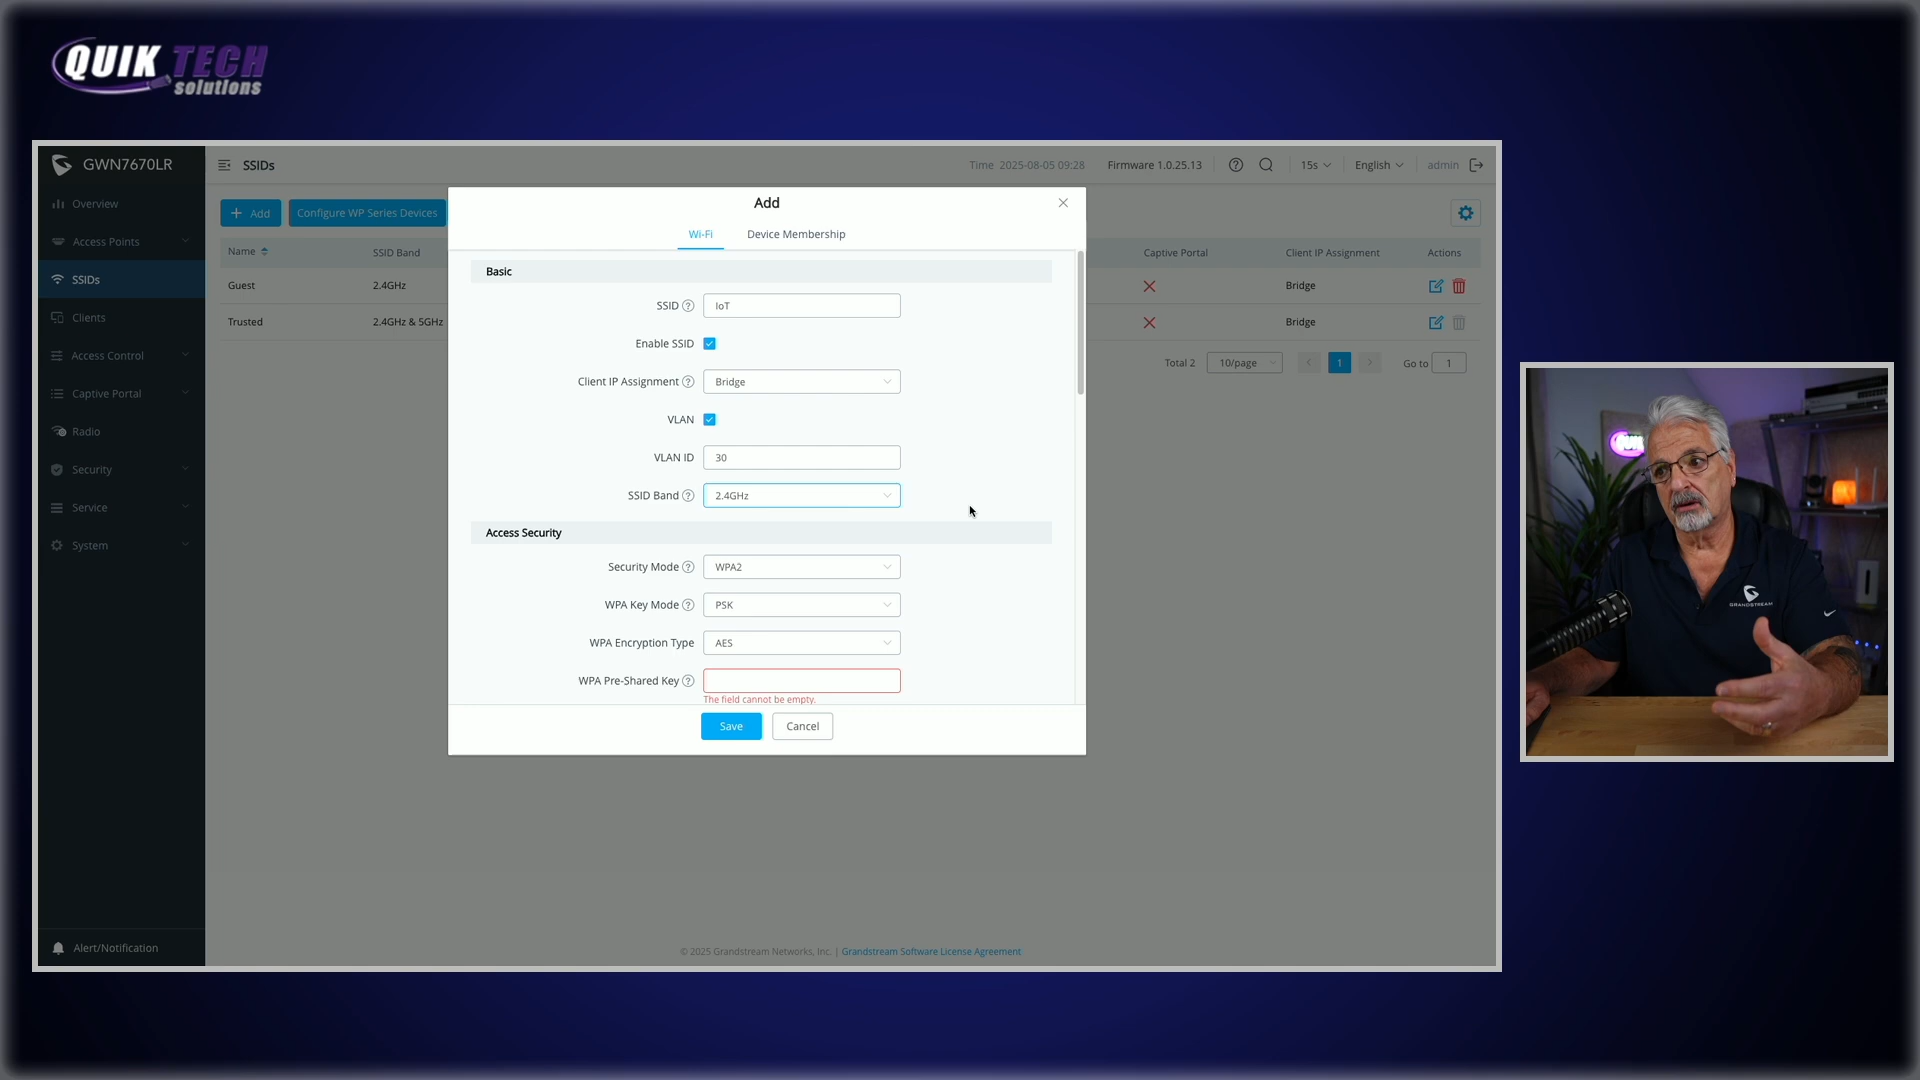 QUIK TECH
solutions
GWN7670LR
SSIDs
Time 2025-08-05 09:28
Firmware 1.0.25.13
15s
English
admin
Overview
Access Points
SSIDs
Clients
Access Control
Captive Portal
Radio
Security
Service
System
Alert/Notification
+ Add
Configure WP Series Devices
Name
SSID Band
Captive Portal
Client IP Assignment
Actions
Guest
2.4GHz
Bridge
Trusted
2.4GHz & 5GHz
Bridge
Total 2
10/page
1
Go to
1
Add
Wi-Fi
Device Membership
Basic
SSID
IoT
Enable SSID
Client IP Assignment
Bridge
VLAN
VLAN ID
30
SSID Band
2.4GHz
Access Security
Security Mode
WPA2
WPA Key Mode
PSK
WPA Encryption Type
AES
WPA Pre-Shared Key
The field cannot be empty.
Save
Cancel
© 2025 Grandstream Networks, Inc. | Grandstream Software License Agreement
GRANDSTREAM